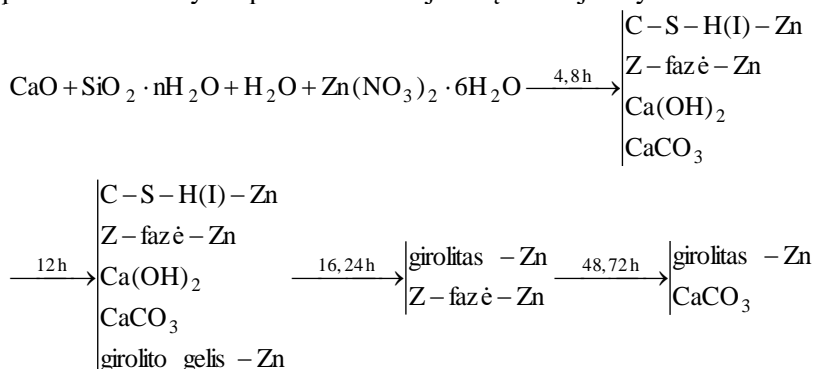 C – S – H(I) – Zn
CaO + SiO₂ · nH₂O + H₂O + Zn(NO₃)₂ · 6H₂O —4,8 h→ Z – fazė – Zn
Ca(OH)₂
CaCO₃
C – S – H(I) – Zn
Z – fazė – Zn
—12 h→ Ca(OH)₂ —16, 24 h→ girolitas – Zn —48, 72 h→ girolitas – Zn
CaCO₃ Z – fazė – Zn CaCO₃
girolito gelis – Zn